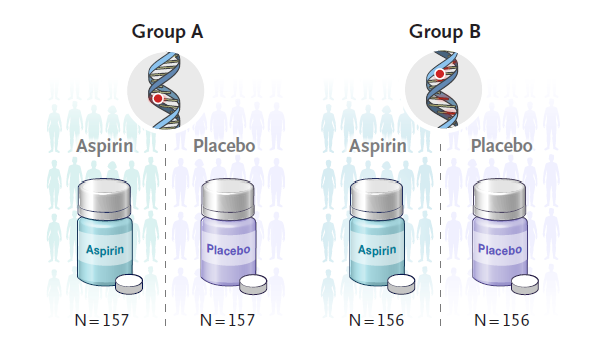 Group A
Group B
Aspirin
Placebo
Aspirin
Placebo
Aspirin
Placebo
Aspirin
Placebo
N=157
N=157
N=156
N=156